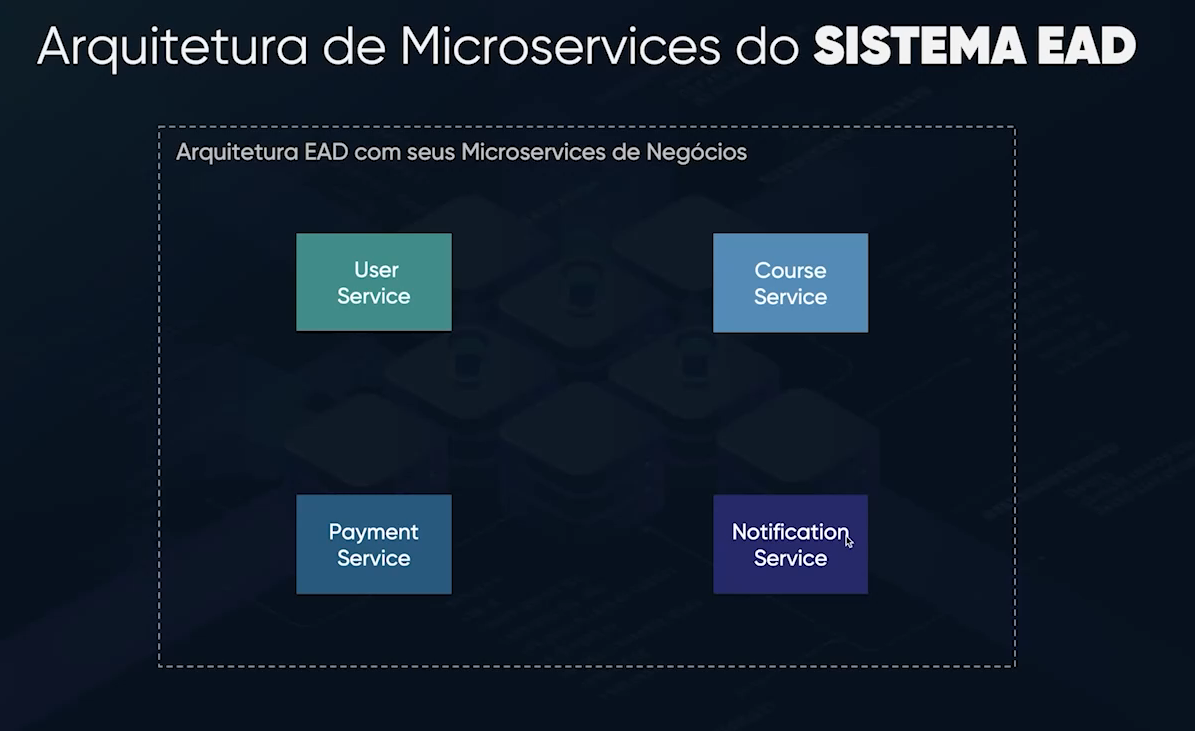 Arquitetura de Microservices do SISTEMA EAD
Arquitetura EAD com seus Microservices de Negócios
User
Service
Course
Service
Payment
Service
Notification
Service